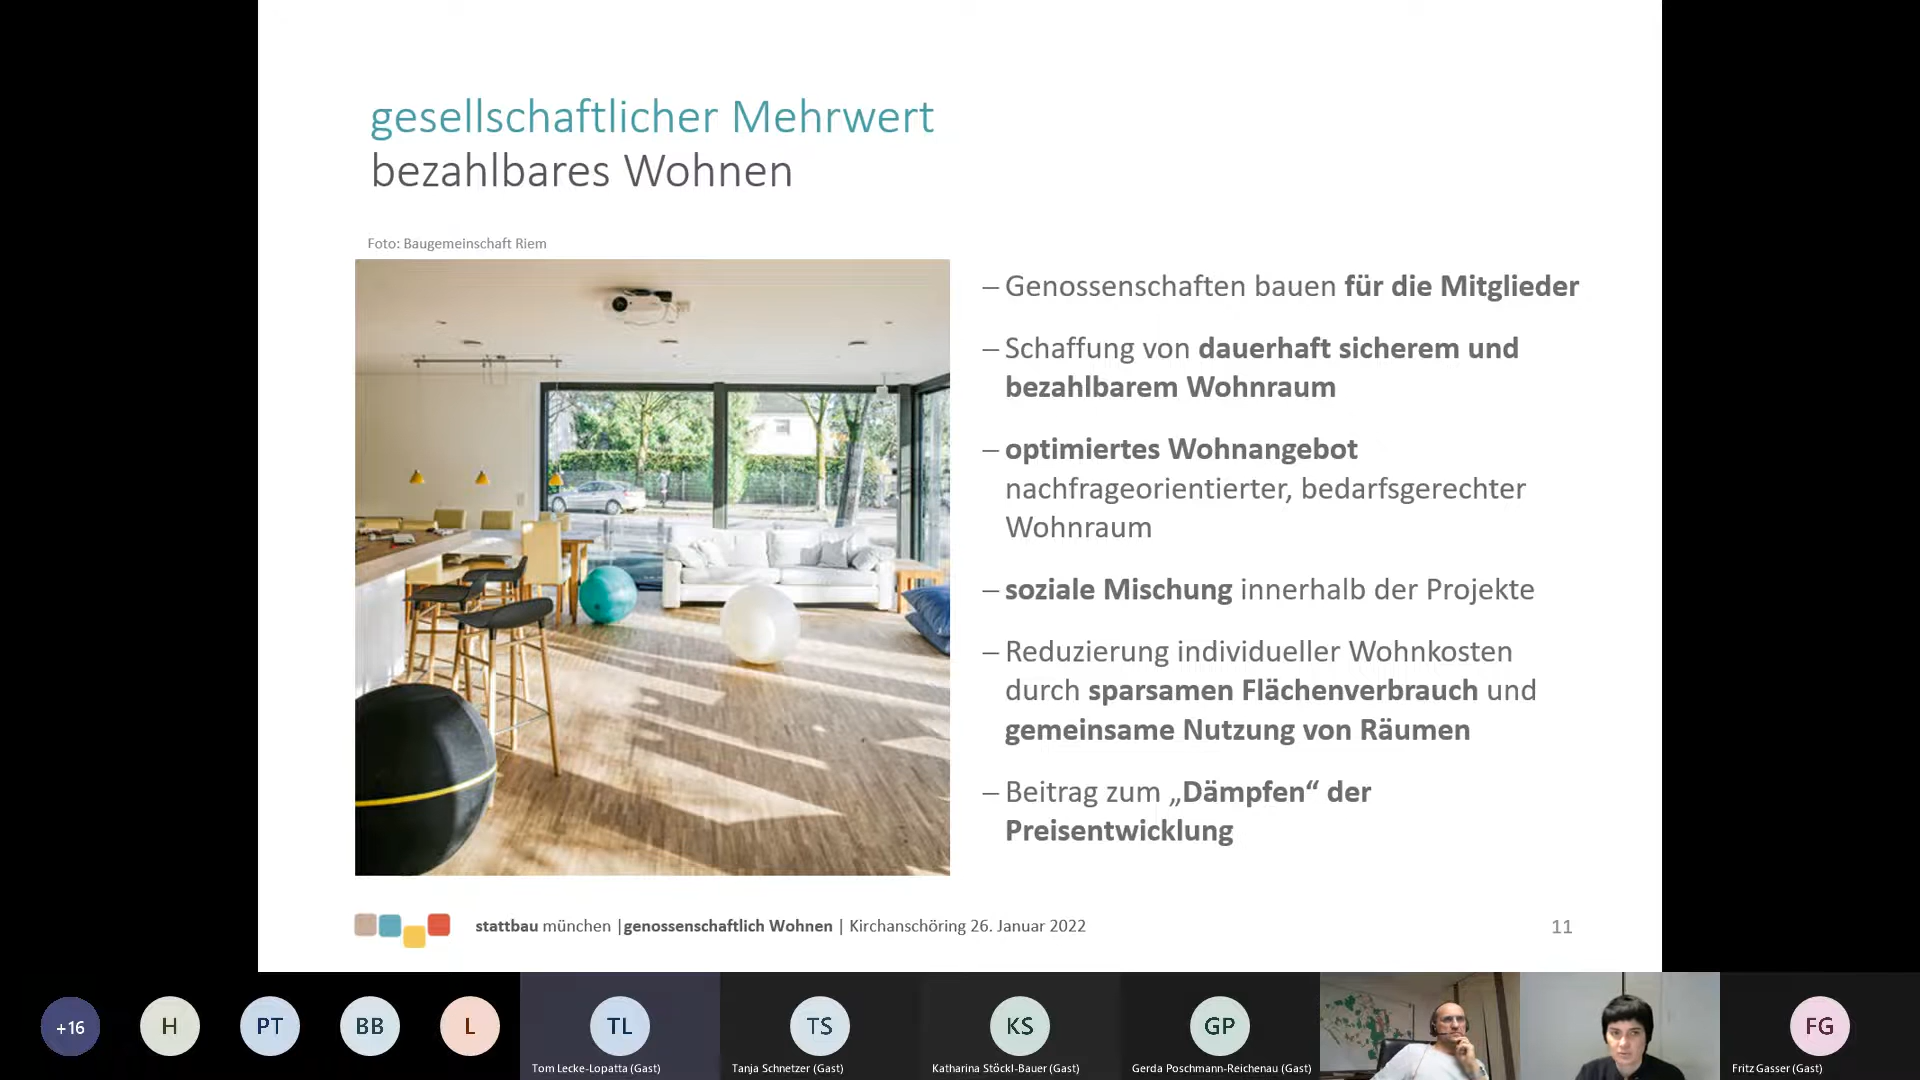 gesellschaftlicher Mehrwert
bezahlbares Wohnen
Foto: Baugemeinschaft Riem
– Genossenschaften bauen für die Mitglieder
– Schaffung von dauerhaft sicherem und
bezahlbarem Wohnraum
– optimiertes Wohnangebot
nachfrageorientierter, bedarfsgerechter
Wohnraum
– soziale Mischung innerhalb der Projekte
– Reduzierung individueller Wohnkosten
durch sparsamen Flächenverbrauch und
gemeinsame Nutzung von Räumen
– Beitrag zum „Dämpfen“ der
Preisentwicklung
stattbau münchen |genossenschaftlich Wohnen | Kirchanschöring 26. Januar 2022
11
+16
H
PT
BB
L
TL
Tom Lecke-Lopatta (Gast)
TS
Tanja Schnetzer (Gast)
KS
Katharina Stöckl-Bauer (Gast)
GP
Gerda Poschmann-Reichenau (Gast)
FG
Fritz Gasser (Gast)